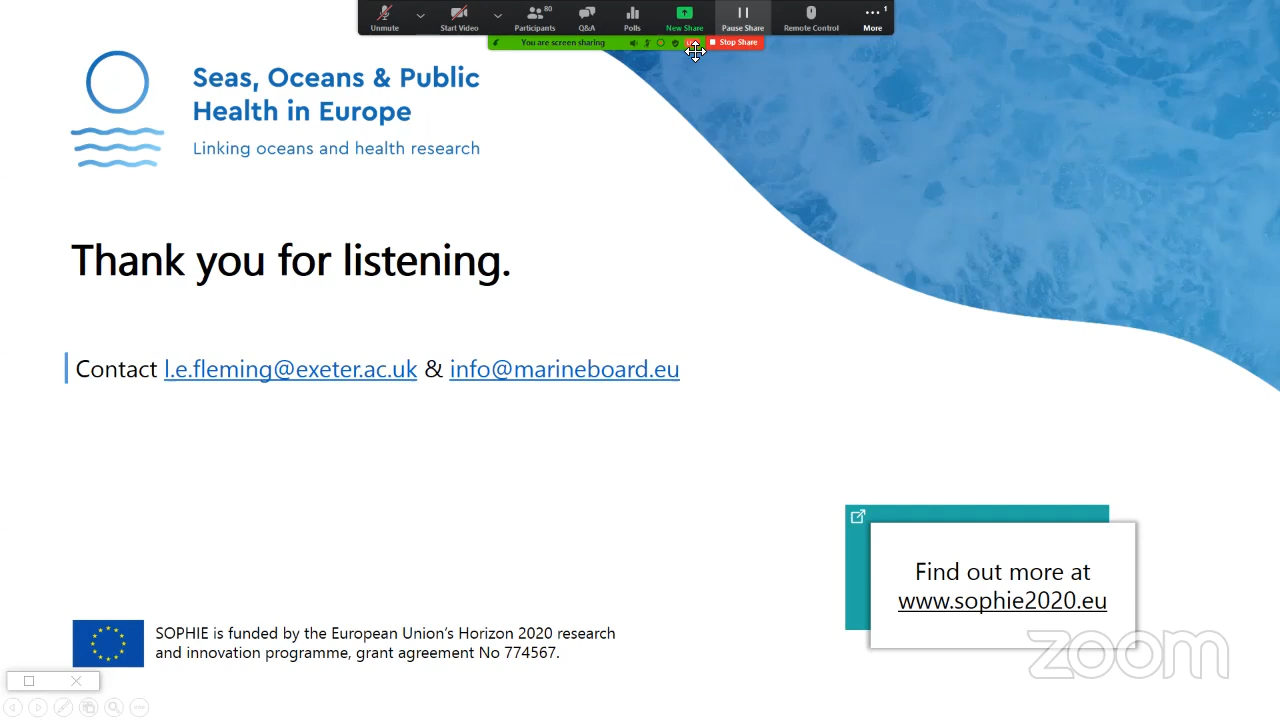 80
1
Unmute
Start Video
Participants
Q&A
Polls
New Share
Pause Share
Remote Control
More
You are screen sharing
Stop Share
Seas, Oceans & Public
Health in Europe
Linking oceans and health research
Thank you for listening.
Contact l.e.fleming@exeter.ac.uk & info@marineboard.eu
Find out more at
www.sophie2020.eu
SOPHIE is funded by the European Union's Horizon 2020 research
and innovation programme, grant agreement No 774567.
zoom